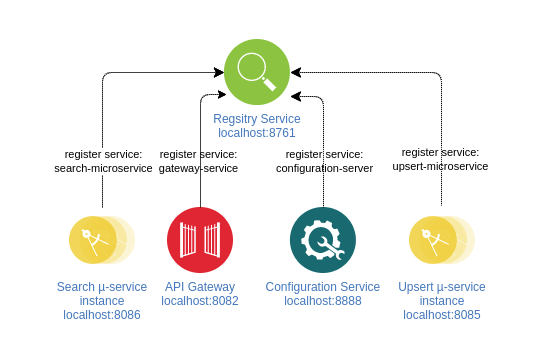 Regsitry Service
localhost:8761
register service:
search-microservice
register service:
gateway-service
register service:
configuration-server
register service:
upsert-microservice
Search µ-service
instance
localhost:8086
API Gateway
localhost:8082
Configuration Service
localhost:8888
Upsert µ-service
instance
localhost:8085